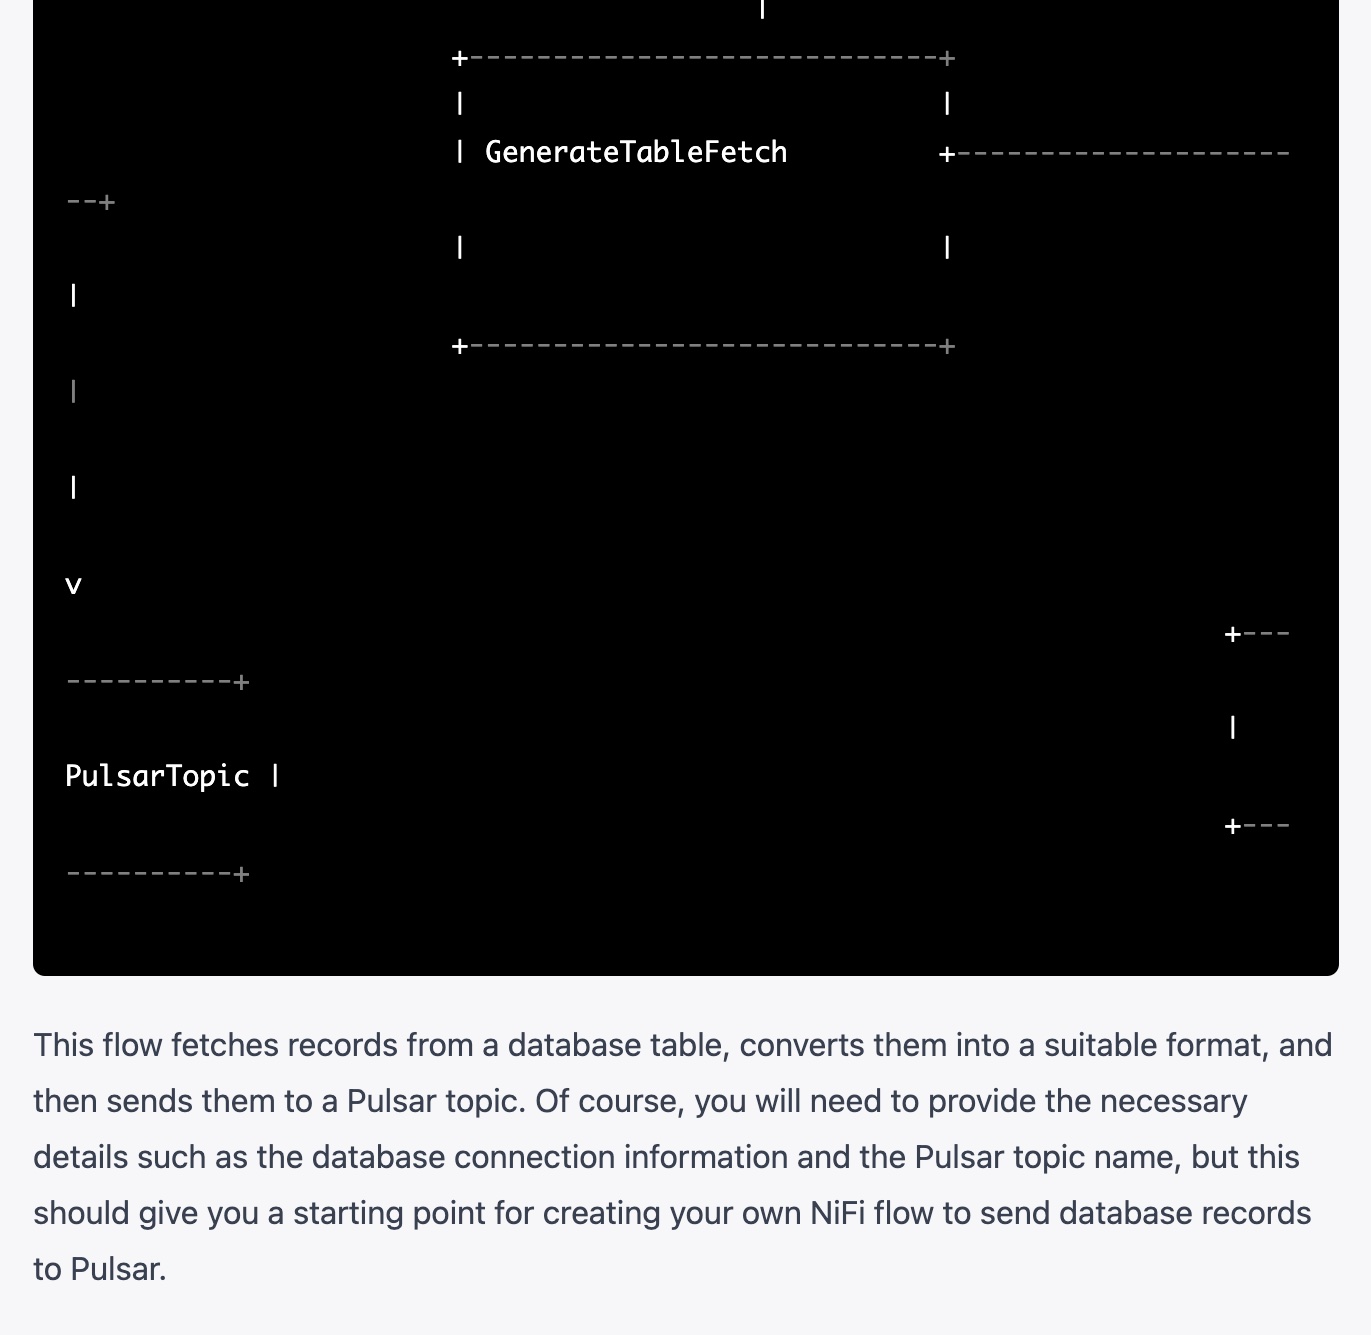 |
+----------------------------+
| |
| GenerateTableFetch +--------------------
--+
| |
|
+----------------------------+
|
|
v
+---
----------+
|
PulsarTopic |
+---
----------+
This flow fetches records from a database table, converts them into a suitable format, and
then sends them to a Pulsar topic. Of course, you will need to provide the necessary
details such as the database connection information and the Pulsar topic name, but this
should give you a starting point for creating your own NiFi flow to send database records
to Pulsar.